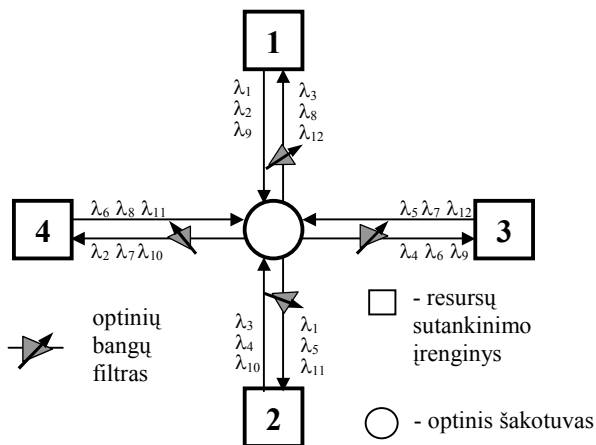 1
λ1
λ2
λ9
λ3
λ8
λ12
4
λ6 λ8 λ11
λ2 λ7 λ10
λ5 λ7 λ12
λ4 λ6 λ9
3
optinių
bangų
filtras
λ3
λ4
λ10
λ1
λ5
λ11
2
- resursų
sutankinimo
įrenginys
- optinis šakotuvas